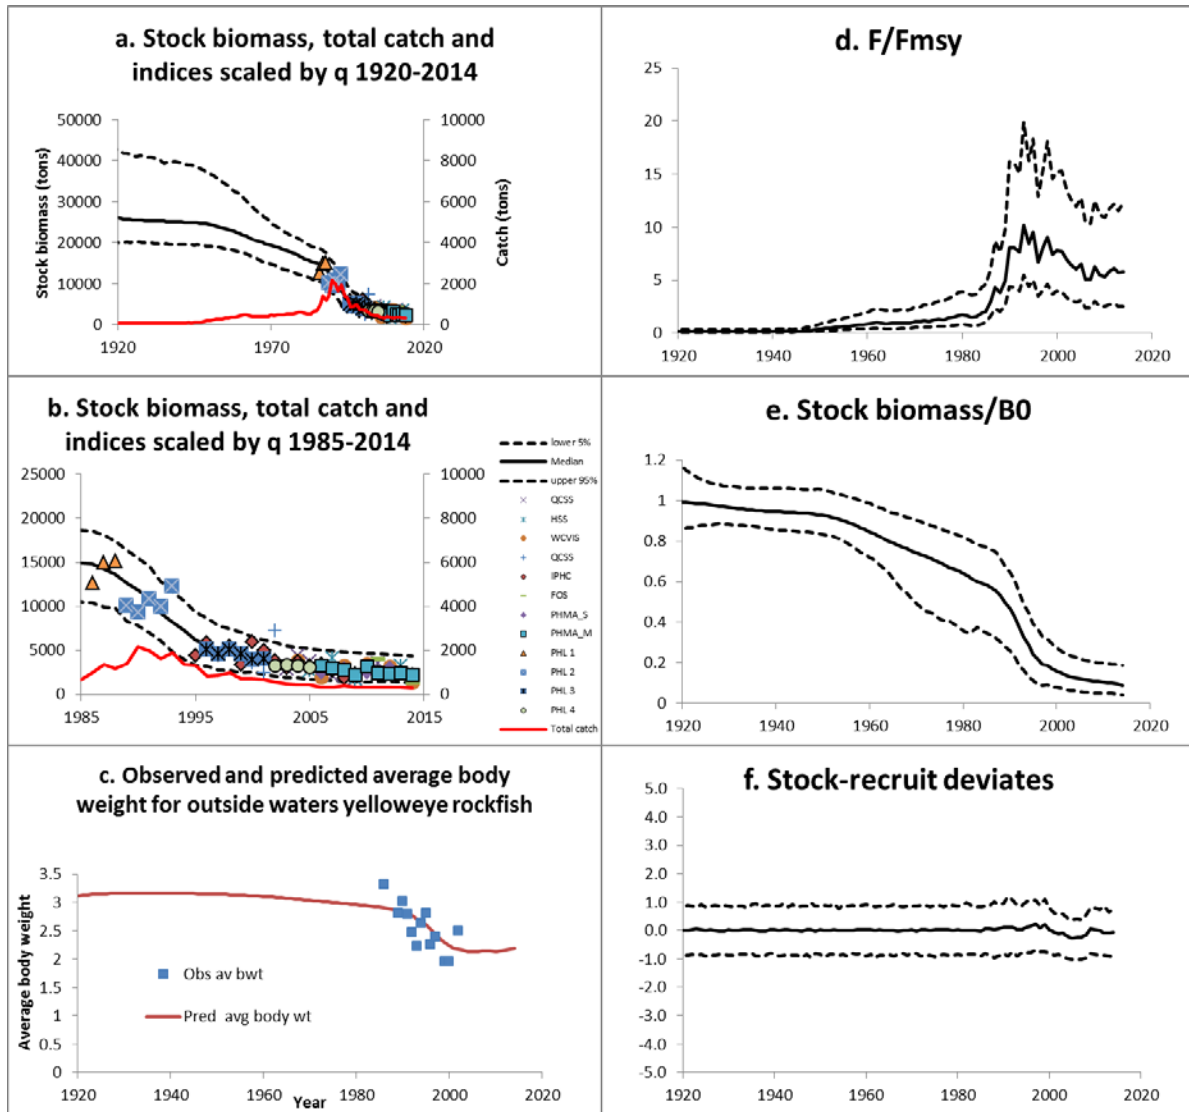 a. Stock biomass, total catch and
indices scaled by q 1920-2014
50000
40000
30000
20000
10000
0
Stock biomass (tons)
10000
8000
6000
4000
2000
0
Catch (tons)
1920
1970
2020
d. F/Fmsy
25
20
15
10
5
0
1920
1940
1960
1980
2000
2020
b. Stock biomass, total catch and
indices scaled by q 1985-2014
25000
20000
15000
10000
5000
0
10000
8000
6000
4000
2000
0
1985
1995
2005
2015
lower 5%
Median
upper 95%
QCSS
HSS
WCVIS
QCSS
IPHC
FOS
PHMA_S
PHMA_M
PHL 1
PHL 2
PHL 3
PHL 4
Total catch
e. Stock biomass/B0
1.2
1
0.8
0.6
0.4
0.2
0
1920
1940
1960
1980
2000
2020
c. Observed and predicted average body
weight for outside waters yelloweye rockfish
3.5
3
2.5
2
1.5
1
0.5
0
Average body weight
Obs av bwt
Pred avg body wt
1920
1940
1960
1980
2000
2020
Year
f. Stock-recruit deviates
5.0
4.0
3.0
2.0
1.0
0.0
-1.0
-2.0
-3.0
-4.0
-5.0
1920
1940
1960
1980
2000
2020